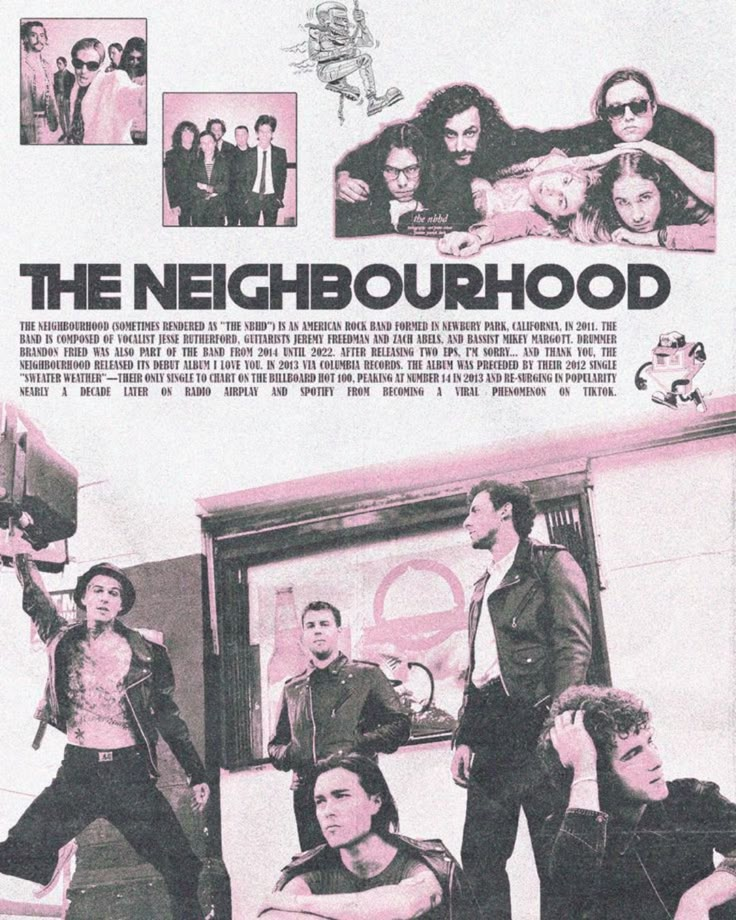 the nbhd
THE NEIGHBOURHOOD
THE NEIGHBOURHOOD (SOMETIMES RENDERED AS "THE NBHD") IS AN AMERICAN ROCK BAND FORMED IN NEWBURY PARK, CALIFORNIA, IN 2011. THE
BAND IS COMPOSED OF VOCALIST JESSE RUTHERFORD, GUITARISTS JEREMY FREEDMAN AND ZACH ABELS, AND BASSIST MIKEY MARGOTT. DRUMMER
BRANDON FRIED WAS ALSO PART OF THE BAND FROM 2014 UNTIL 2022. AFTER RELEASING TWO EPS, I'M SORRY... AND THANK YOU, THE
NEIGHBOURHOOD RELEASED ITS DEBUT ALBUM I LOVE YOU. IN 2013 VIA COLUMBIA RECORDS. THE ALBUM WAS PRECEDED BY THEIR 2012 SINGLE
"SWEATER WEATHER"—THEIR ONLY SINGLE TO CHART ON THE BILLBOARD HOT 100, PEAKING AT NUMBER 14 IN 2013 AND RE-SURGING IN POPULARITY
NEARLY A DECADE LATER ON RADIO AIRPLAY AND SPOTIFY FROM BECOMING A VIRAL PHENOMENON ON TIKTOK.